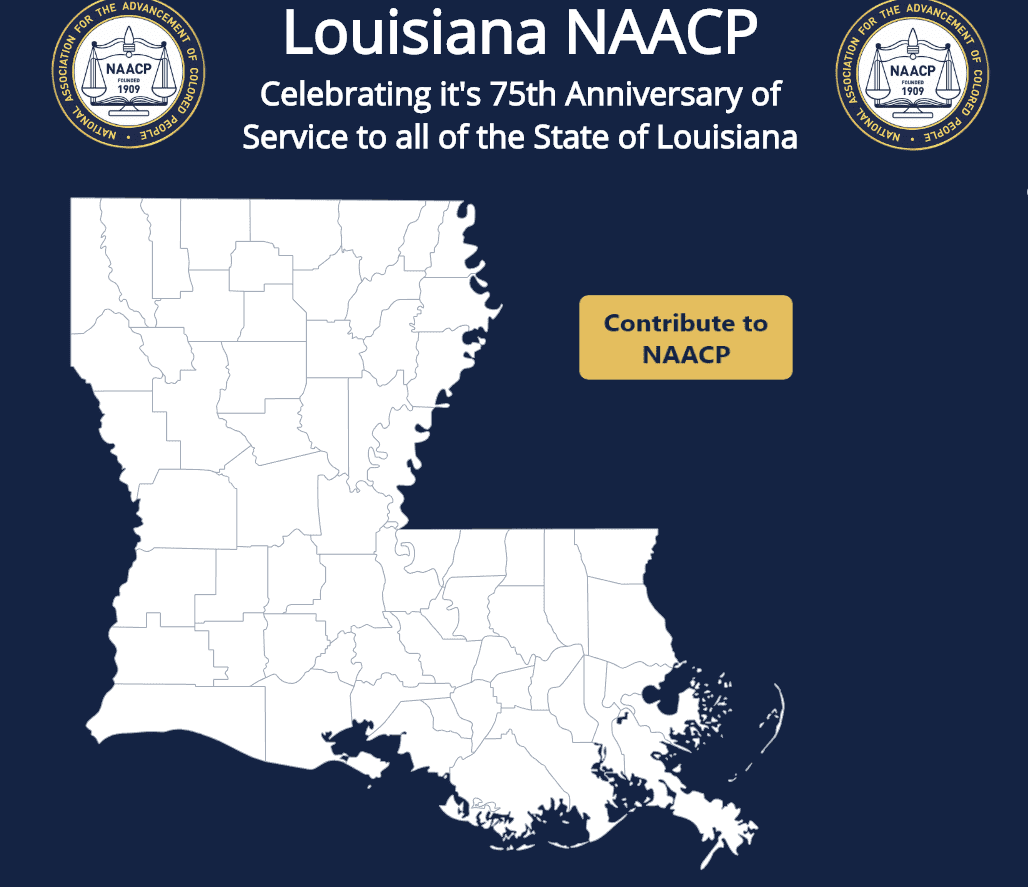 Louisiana NAACP
Celebrating it's 75th Anniversary of
Service to all of the State of Louisiana
NATIONAL ASSOCIATION FOR THE ADVANCEMENT OF COLORED PEOPLE •
NAACP
FOUNDED
1909
NATIONAL ASSOCIATION FOR THE ADVANCEMENT OF COLORED PEOPLE •
NAACP
FOUNDED
1909
Contribute to
NAACP